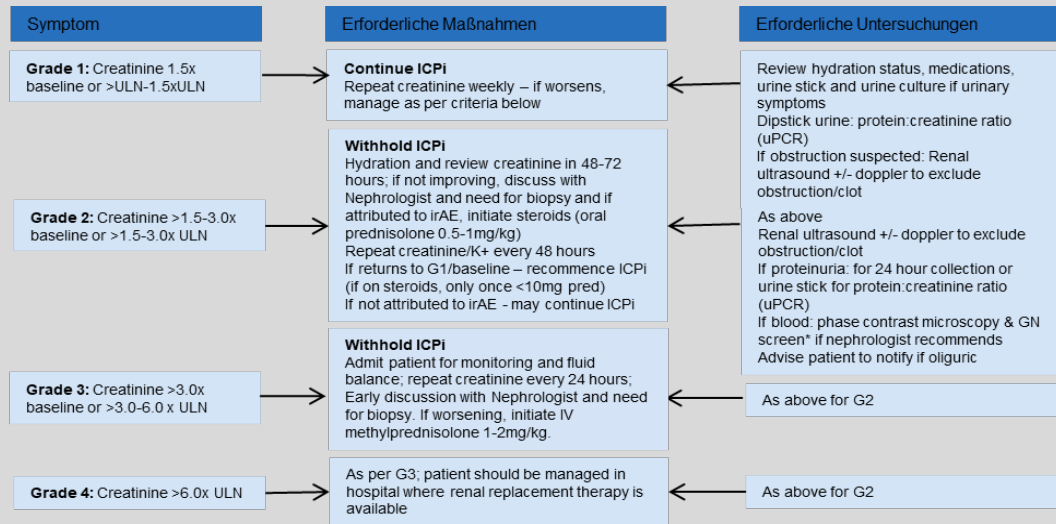 Symptom
Erforderliche Maßnahmen
Erforderliche Untersuchungen
Grade 1: Creatinine 1.5x
baseline or >ULN-1.5xULN
Continue ICPi
Repeat creatinine weekly – if worsens,
manage as per criteria below
Review hydration status, medications,
urine stick and urine culture if urinary
symptoms
Dipstick urine: protein:creatinine ratio
(uPCR)
If obstruction suspected: Renal
ultrasound +/- doppler to exclude
obstruction/clot
Grade 2: Creatinine >1.5-3.0x
baseline or >1.5-3.0x ULN
Withhold ICPi
Hydration and review creatinine in 48-72
hours; if not improving, discuss with
Nephrologist and need for biopsy and if
attributed to irAE, initiate steroids (oral
prednisolone 0.5-1mg/kg)
Repeat creatinine/K+ every 48 hours
If returns to G1/baseline – recommence ICPi
(if on steroids, only once <10mg pred)
If not attributed to irAE - may continue ICPi
As above
Renal ultrasound +/- doppler to exclude
obstruction/clot
If proteinuria: for 24 hour collection or
urine stick for protein:creatinine ratio
(uPCR)
If blood: phase contrast microscopy & GN
screen* if nephrologist recommends
Advise patient to notify if oliguric
Grade 3: Creatinine >3.0x
baseline or >3.0-6.0 x ULN
Withhold ICPi
Admit patient for monitoring and fluid
balance; repeat creatinine every 24 hours;
Early discussion with Nephrologist and need
for biopsy. If worsening, initiate IV
methylprednisolone 1-2mg/kg.
As above for G2
Grade 4: Creatinine >6.0x ULN
As per G3; patient should be managed in
hospital where renal replacement therapy is
available
As above for G2